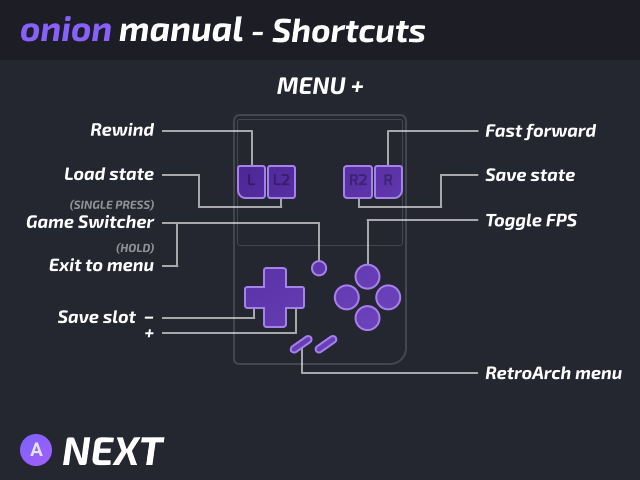 onion manual - Shortcuts
MENU +
Rewind
Fast forward
L
L2
R2
R
Load state
Save state
(SINGLE PRESS)
Game Switcher
Toggle FPS
(HOLD)
Exit to menu
Save slot –
+
RetroArch menu
A NEXT